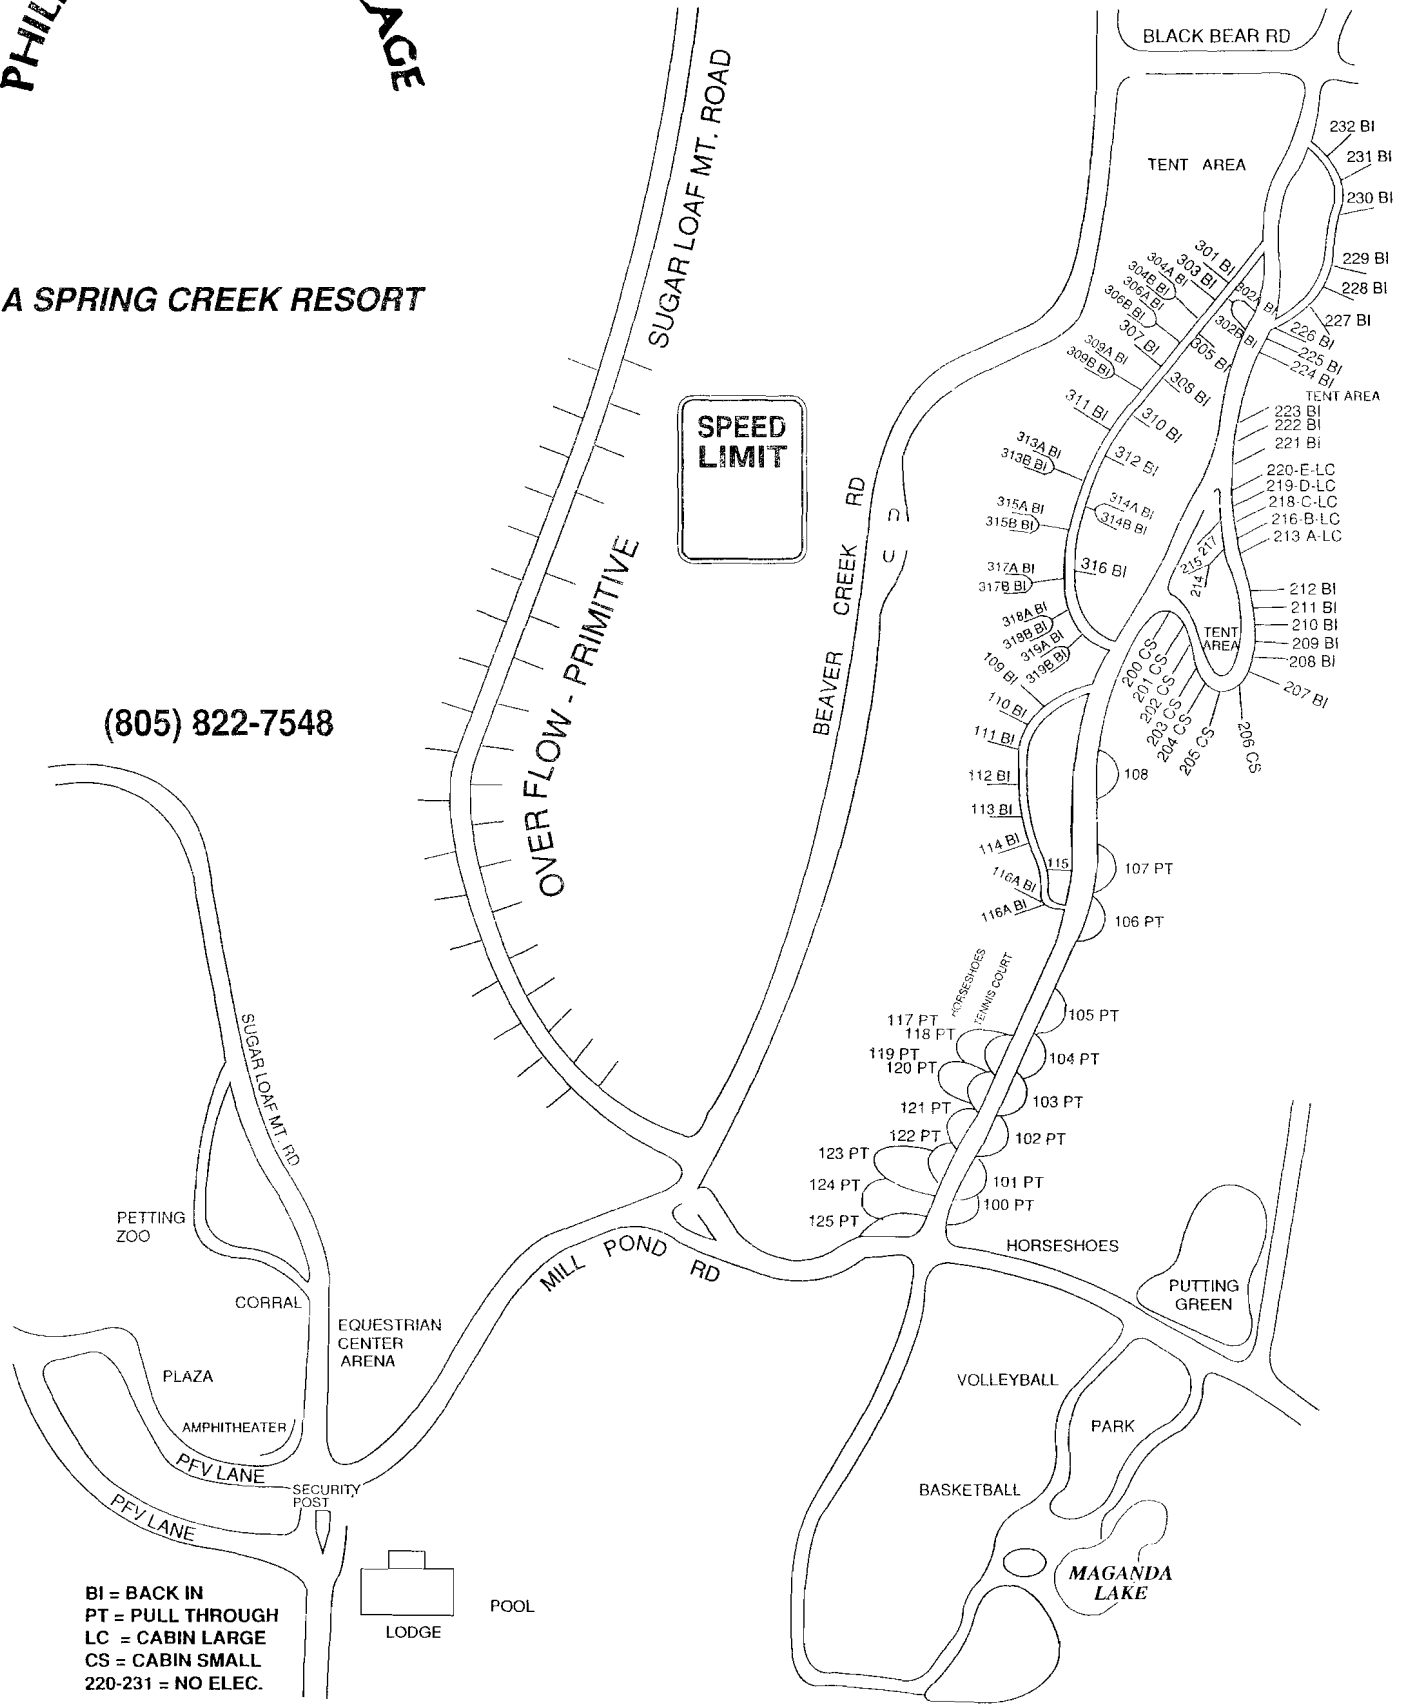 PHIL
AGE
A SPRING CREEK RESORT
(805) 822-7548
SUGAR LOAF MT. ROAD
SPEED
LIMIT
OVER FLOW - PRIMITIVE
BEAVER CREEK RD
BLACK BEAR RD
TENT AREA
232 BI
231 BI
230 BI
229 BI
228 BI
227 BI
226 BI
225 BI
224 BI
TENT AREA
223 BI
222 BI
221 BI
220-E-LC
219-D-LC
218-C-LC
216-B-LC
213 A-LC
217
215
214
212 BI
211 BI
210 BI
209 BI
208 BI
207 BI
TENT
AREA
200 CS
201 CS
202 CS
203 CS
204 CS
205 CS
206 CS
301 BI
303 BI
304A BI
304B BI
306A BI
306B BI
307 BI
309A BI
309B BI
311 BI
313A BI
313B BI
315A BI
315B BI
317A BI
317B BI
318A BI
318B BI
319A BI
319B BI
302A BI
302B BI
305 BI
308 BI
310 BI
312 BI
314A BI
314B BI
316 BI
109 BI
110 BI
111 BI
112 BI
113 BI
114 BI
115
116A BI
116A BI
108
107 PT
106 PT
105 PT
104 PT
103 PT
102 PT
101 PT
100 PT
HORSESHOES
TENNIS COURT
117 PT
118 PT
119 PT
120 PT
121 PT
122 PT
123 PT
124 PT
125 PT
SUGAR LOAF MT. RD
PETTING
ZOO
CORRAL
EQUESTRIAN
CENTER
ARENA
PLAZA
AMPHITHEATER
PFV LANE
PFV LANE
SECURITY
POST
MILL POND RD
HORSESHOES
PUTTING
GREEN
VOLLEYBALL
PARK
BASKETBALL
MAGANDA
LAKE
POOL
LODGE
BI = BACK IN
PT = PULL THROUGH
LC = CABIN LARGE
CS = CABIN SMALL
220-231 = NO ELEC.